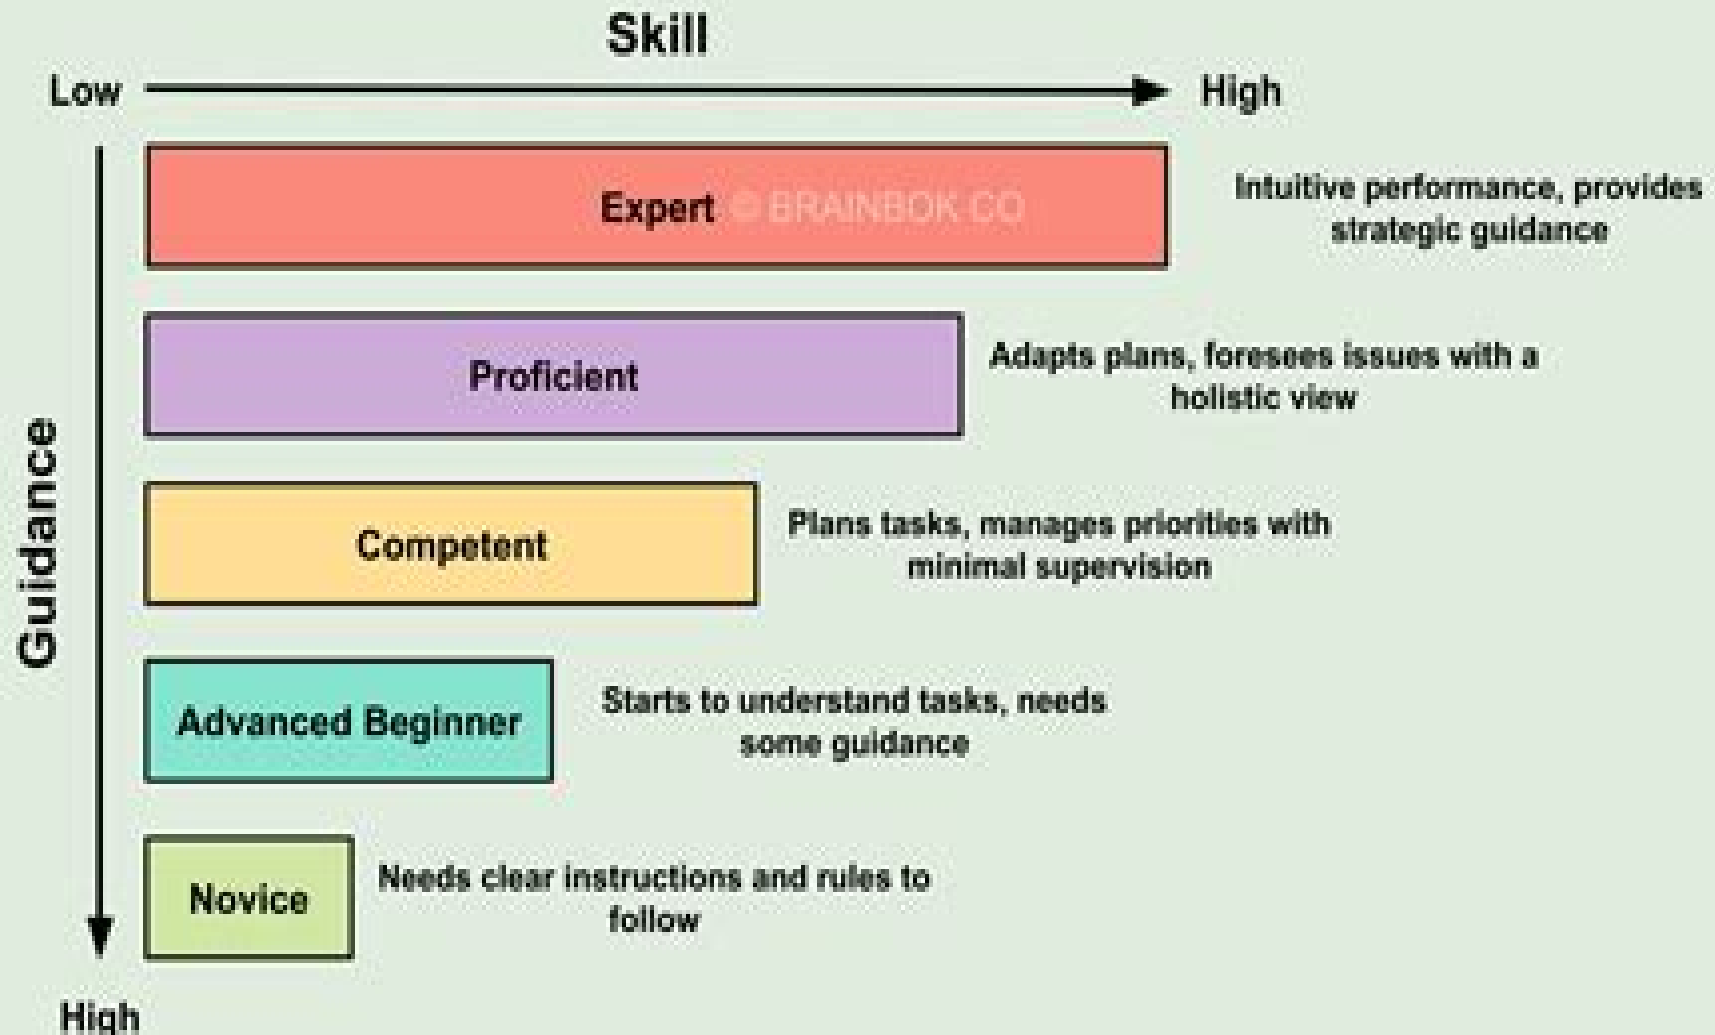 Skill
Low
High
Expert
© BRAINBOK CO
Intuitive performance, provides
strategic guidance
Proficient
Adapts plans, foresees issues with a
holistic view
Guidance
Competent
Plans tasks, manages priorities with
minimal supervision
Advanced Beginner
Starts to understand tasks, needs
some guidance
Novice
Needs clear instructions and rules to
follow
High